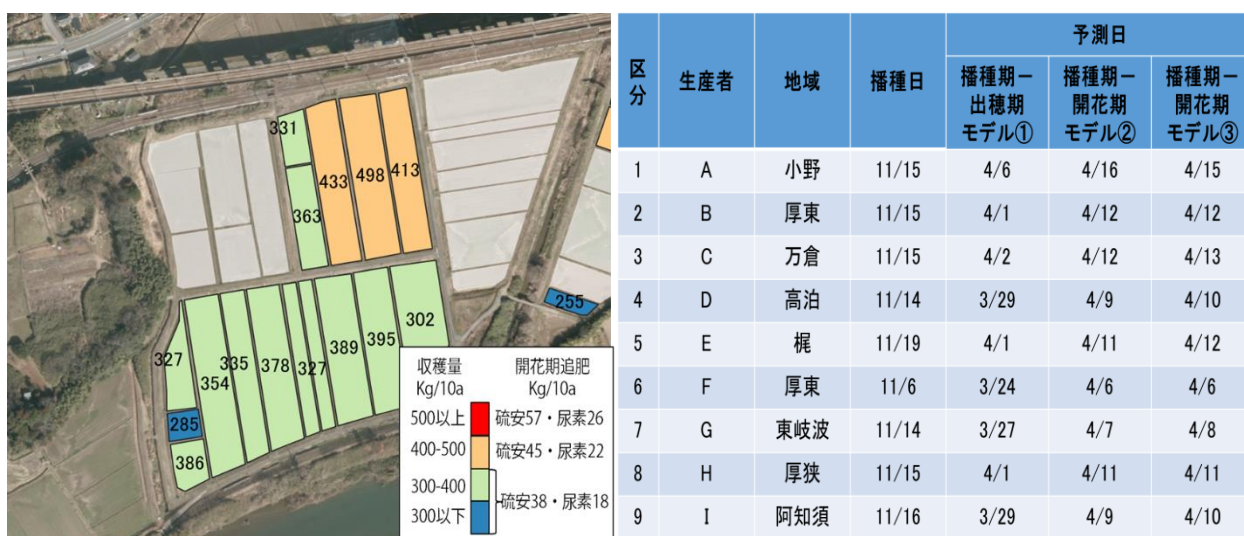 331
433
498
413
363
255
327
354
335
378
327
389
395
302
285
386
収穫量 開花期追肥
Kg/10a Kg/10a
500以上 硫安57・尿素26
400-500 硫安45・尿素22
300-400
硫安38・尿素18
300以下
区分 生産者 地域 播種日 予測日
播種期ー出穂期モデル① 播種期ー開花期モデル② 播種期ー開花期モデル③
1 A 小野 11/15 4/6 4/16 4/15
2 B 厚東 11/15 4/1 4/12 4/12
3 C 万倉 11/15 4/2 4/12 4/13
4 D 高泊 11/14 3/29 4/9 4/10
5 E 梶 11/19 4/1 4/11 4/12
6 F 厚東 11/6 3/24 4/6 4/6
7 G 東岐波 11/14 3/27 4/7 4/8
8 H 厚狭 11/15 4/1 4/11 4/11
9 I 阿知須 11/16 3/29 4/9 4/10